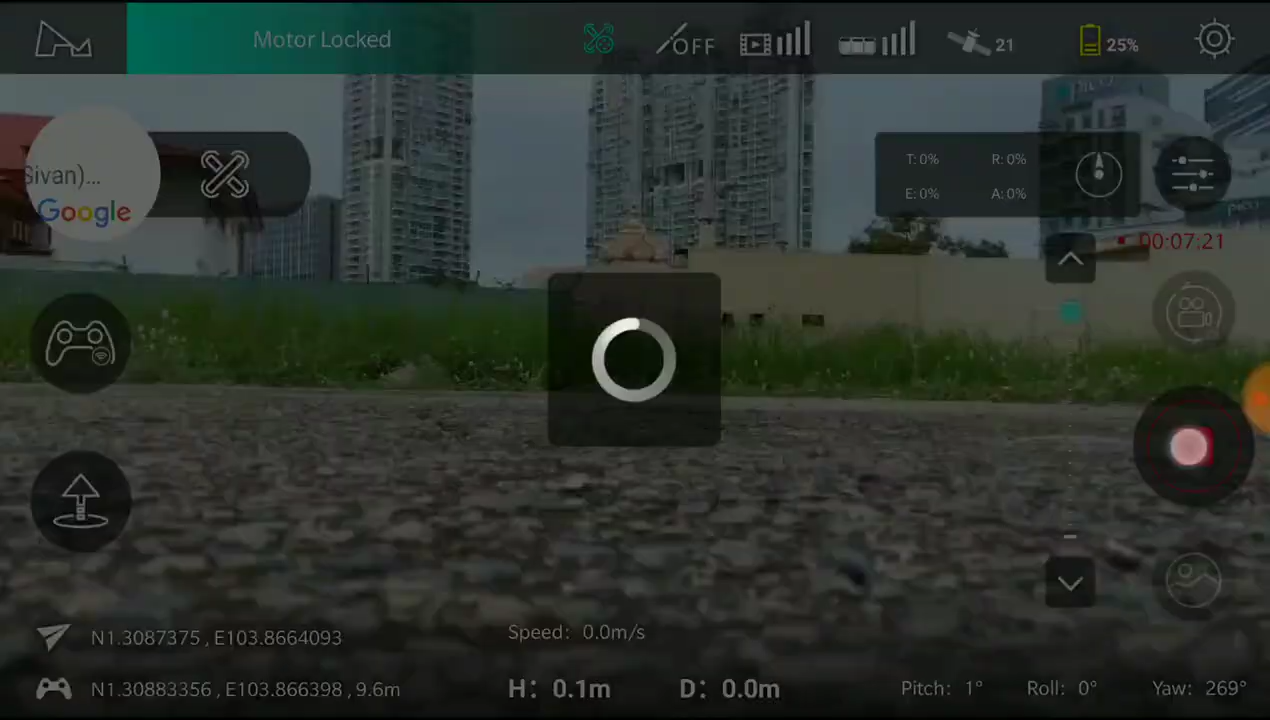 Motor Locked
OFF
21
25%
Sivan)...
Google
T: 0% R: 0%
E: 0% A: 0%
00:07:21
PICO
N1.3087375 , E103.8664093
Speed: 0.0m/s
N1.30883356 , E103.866398 , 9.6m
H: 0.1m D: 0.0m
Pitch: 1° Roll: 0° Yaw: 269°